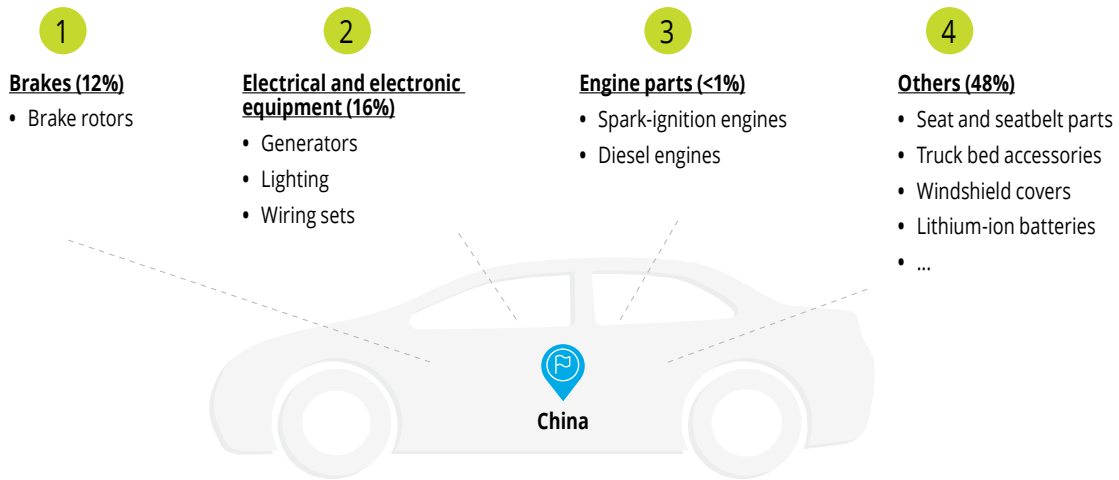 1
Brakes (12%)
• Brake rotors
2
Electrical and electronic
equipment (16%)
• Generators
• Lighting
• Wiring sets
3
Engine parts (<1%)
• Spark-ignition engines
• Diesel engines
4
Others (48%)
• Seat and seatbelt parts
• Truck bed accessories
• Windshield covers
• Lithium-ion batteries
• ...
China